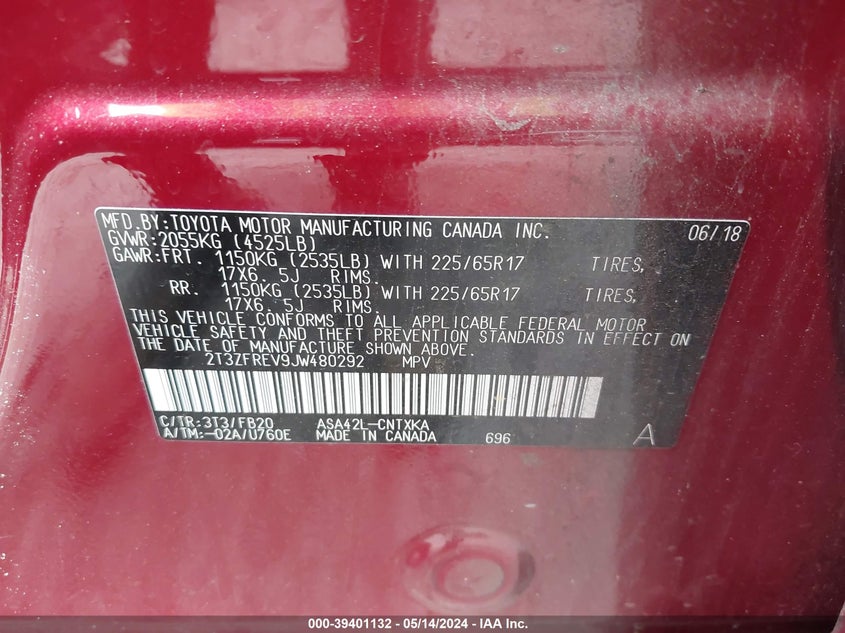 MFD.BY:TOYOTA MOTOR MANUFACTURING CANADA INC. 06/18
GVWR:2055KG (4525LB)
GAWR:FRT. 1150KG (2535LB) WITH 225/65R17 TIRES,
17X6.5J RIMS.
RR. 1150KG (2535LB) WITH 225/65R17 TIRES,
17X6.5J RIMS.
THIS VEHICLE CONFORMS TO ALL APPLICABLE FEDERAL MOTOR
VEHICLE SAFETY AND THEFT PREVENTION STANDARDS IN EFFECT ON
THE DATE OF MANUFACTURE SHOWN ABOVE.
2T3ZFREV9JW480292 MPV
C/TR:3T3/FB20 ASA42L-CNTXKA
A/TM:-02A/U760E MADE IN CANADA 696 A
000-39401132 - 05/14/2024 - IAA Inc.